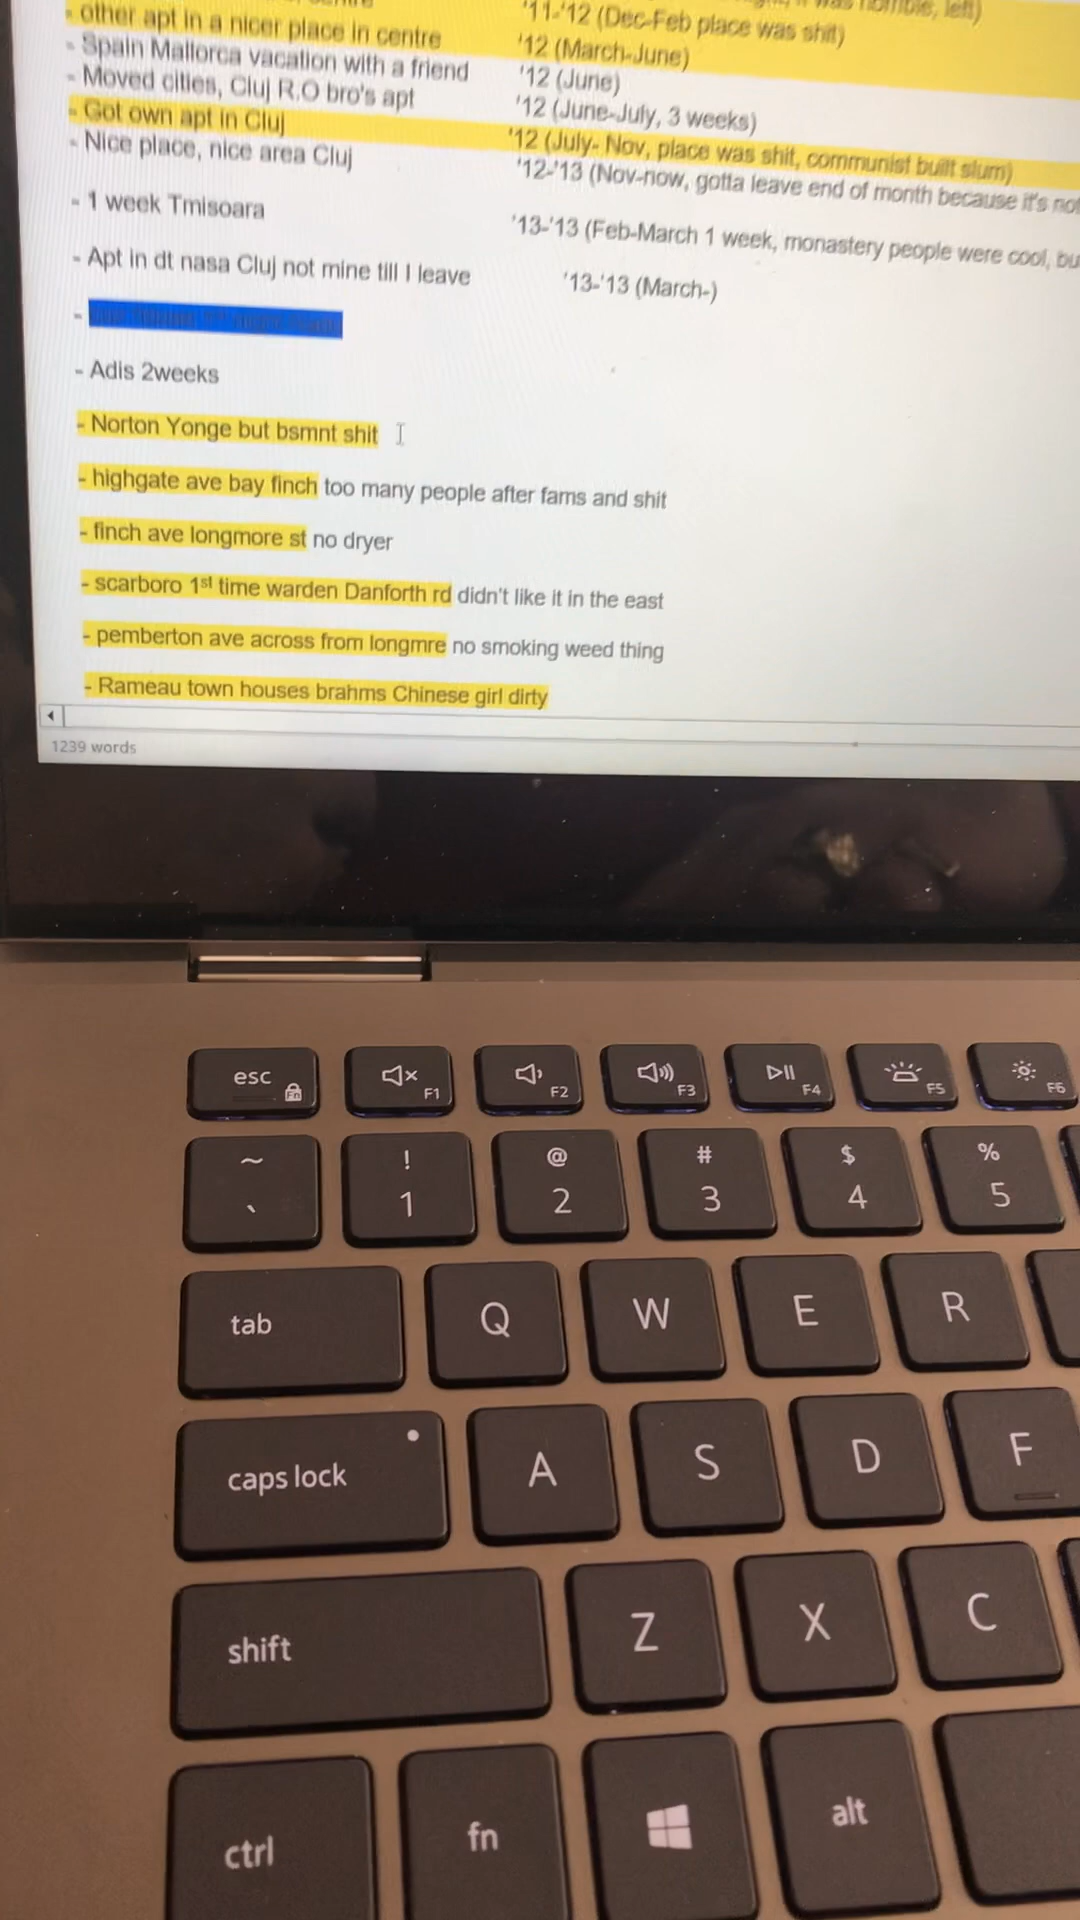 - other apt in a nicer place in centre '11-'12 (Dec-Feb place was shit)
- Spain Mallorca vacation with a friend '12 (March-June)
- Moved cities, Cluj R.O bro's apt '12 (June)
- Got own apt in Cluj '12 (June-July, 3 weeks)
- Nice place, nice area Cluj '12 (July- Nov, place was shit, communist built slum)
'12-'13 (Nov-now, gotta leave end of month because it's not
- 1 week Tmisoara '13-'13 (Feb-March 1 week, monastery people were cool, bu
- Apt in dt nasa Cluj not mine till I leave '13-'13 (March-)
-
- Adis 2weeks
- Norton Yonge but bsmnt shit
- highgate ave bay finch too many people after fams and shit
- finch ave longmore st no dryer
- scarboro 1st time warden Danforth rd didn't like it in the east
- pemberton ave across from longmre no smoking weed thing
- Rameau town houses brahms Chinese girl dirty
1239 words
esc Fn F1 F2 F3 F4 F5 F6
~ ! @ # $ %
` 1 2 3 4 5
tab Q W E R
caps lock A S D F
shift Z X C
ctrl fn alt